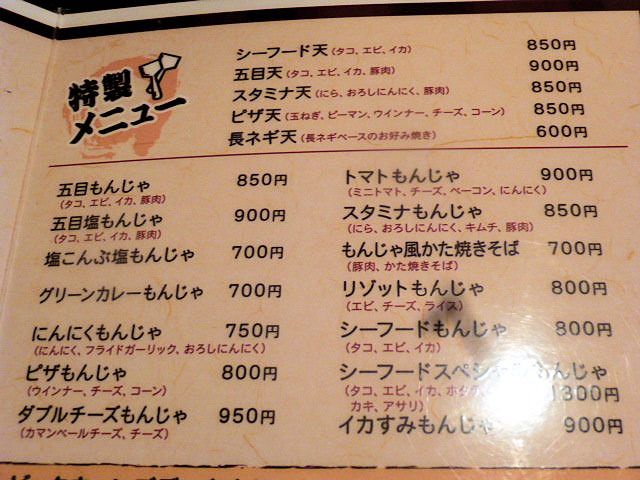 特製
メニュー
シーフード天(タコ、エビ、イカ) 850円
五目天(タコ、エビ、イカ、豚肉) 900円
スタミナ天(にら、おろしにんにく、豚肉) 850円
ピザ天(玉ねぎ、ピーマン、ウインナー、チーズ、コーン) 850円
長ネギ天(長ネギベースのお好み焼き) 600円
五目もんじゃ 850円
(タコ、エビ、イカ、豚肉)
五目塩もんじゃ 900円
(タコ、エビ、イカ、豚肉)
塩こんぶ塩もんじゃ 700円
グリーンカレーもんじゃ 700円
にんにくもんじゃ 750円
(にんにく、フライドガーリック、おろしにんにく)
ピザもんじゃ 800円
(ウインナー、チーズ、コーン)
ダブルチーズもんじゃ 950円
(カマンベールチーズ、チーズ)
トマトもんじゃ 900円
(ミニトマト、チーズ、ベーコン、にんにく)
スタミナもんじゃ 850円
(にら、おろしにんにく、キムチ、豚肉)
もんじゃ風かた焼きそば 700円
(豚肉、かた焼きそば)
リゾットもんじゃ 800円
(エビ、チーズ、ライス)
シーフードもんじゃ 800円
(タコ、エビ、イカ)
シーフードスペシャルもんじゃ
(タコ、エビ、イカ、ホタテ、 1300円
カキ、アサリ)
イカすみもんじゃ 900円